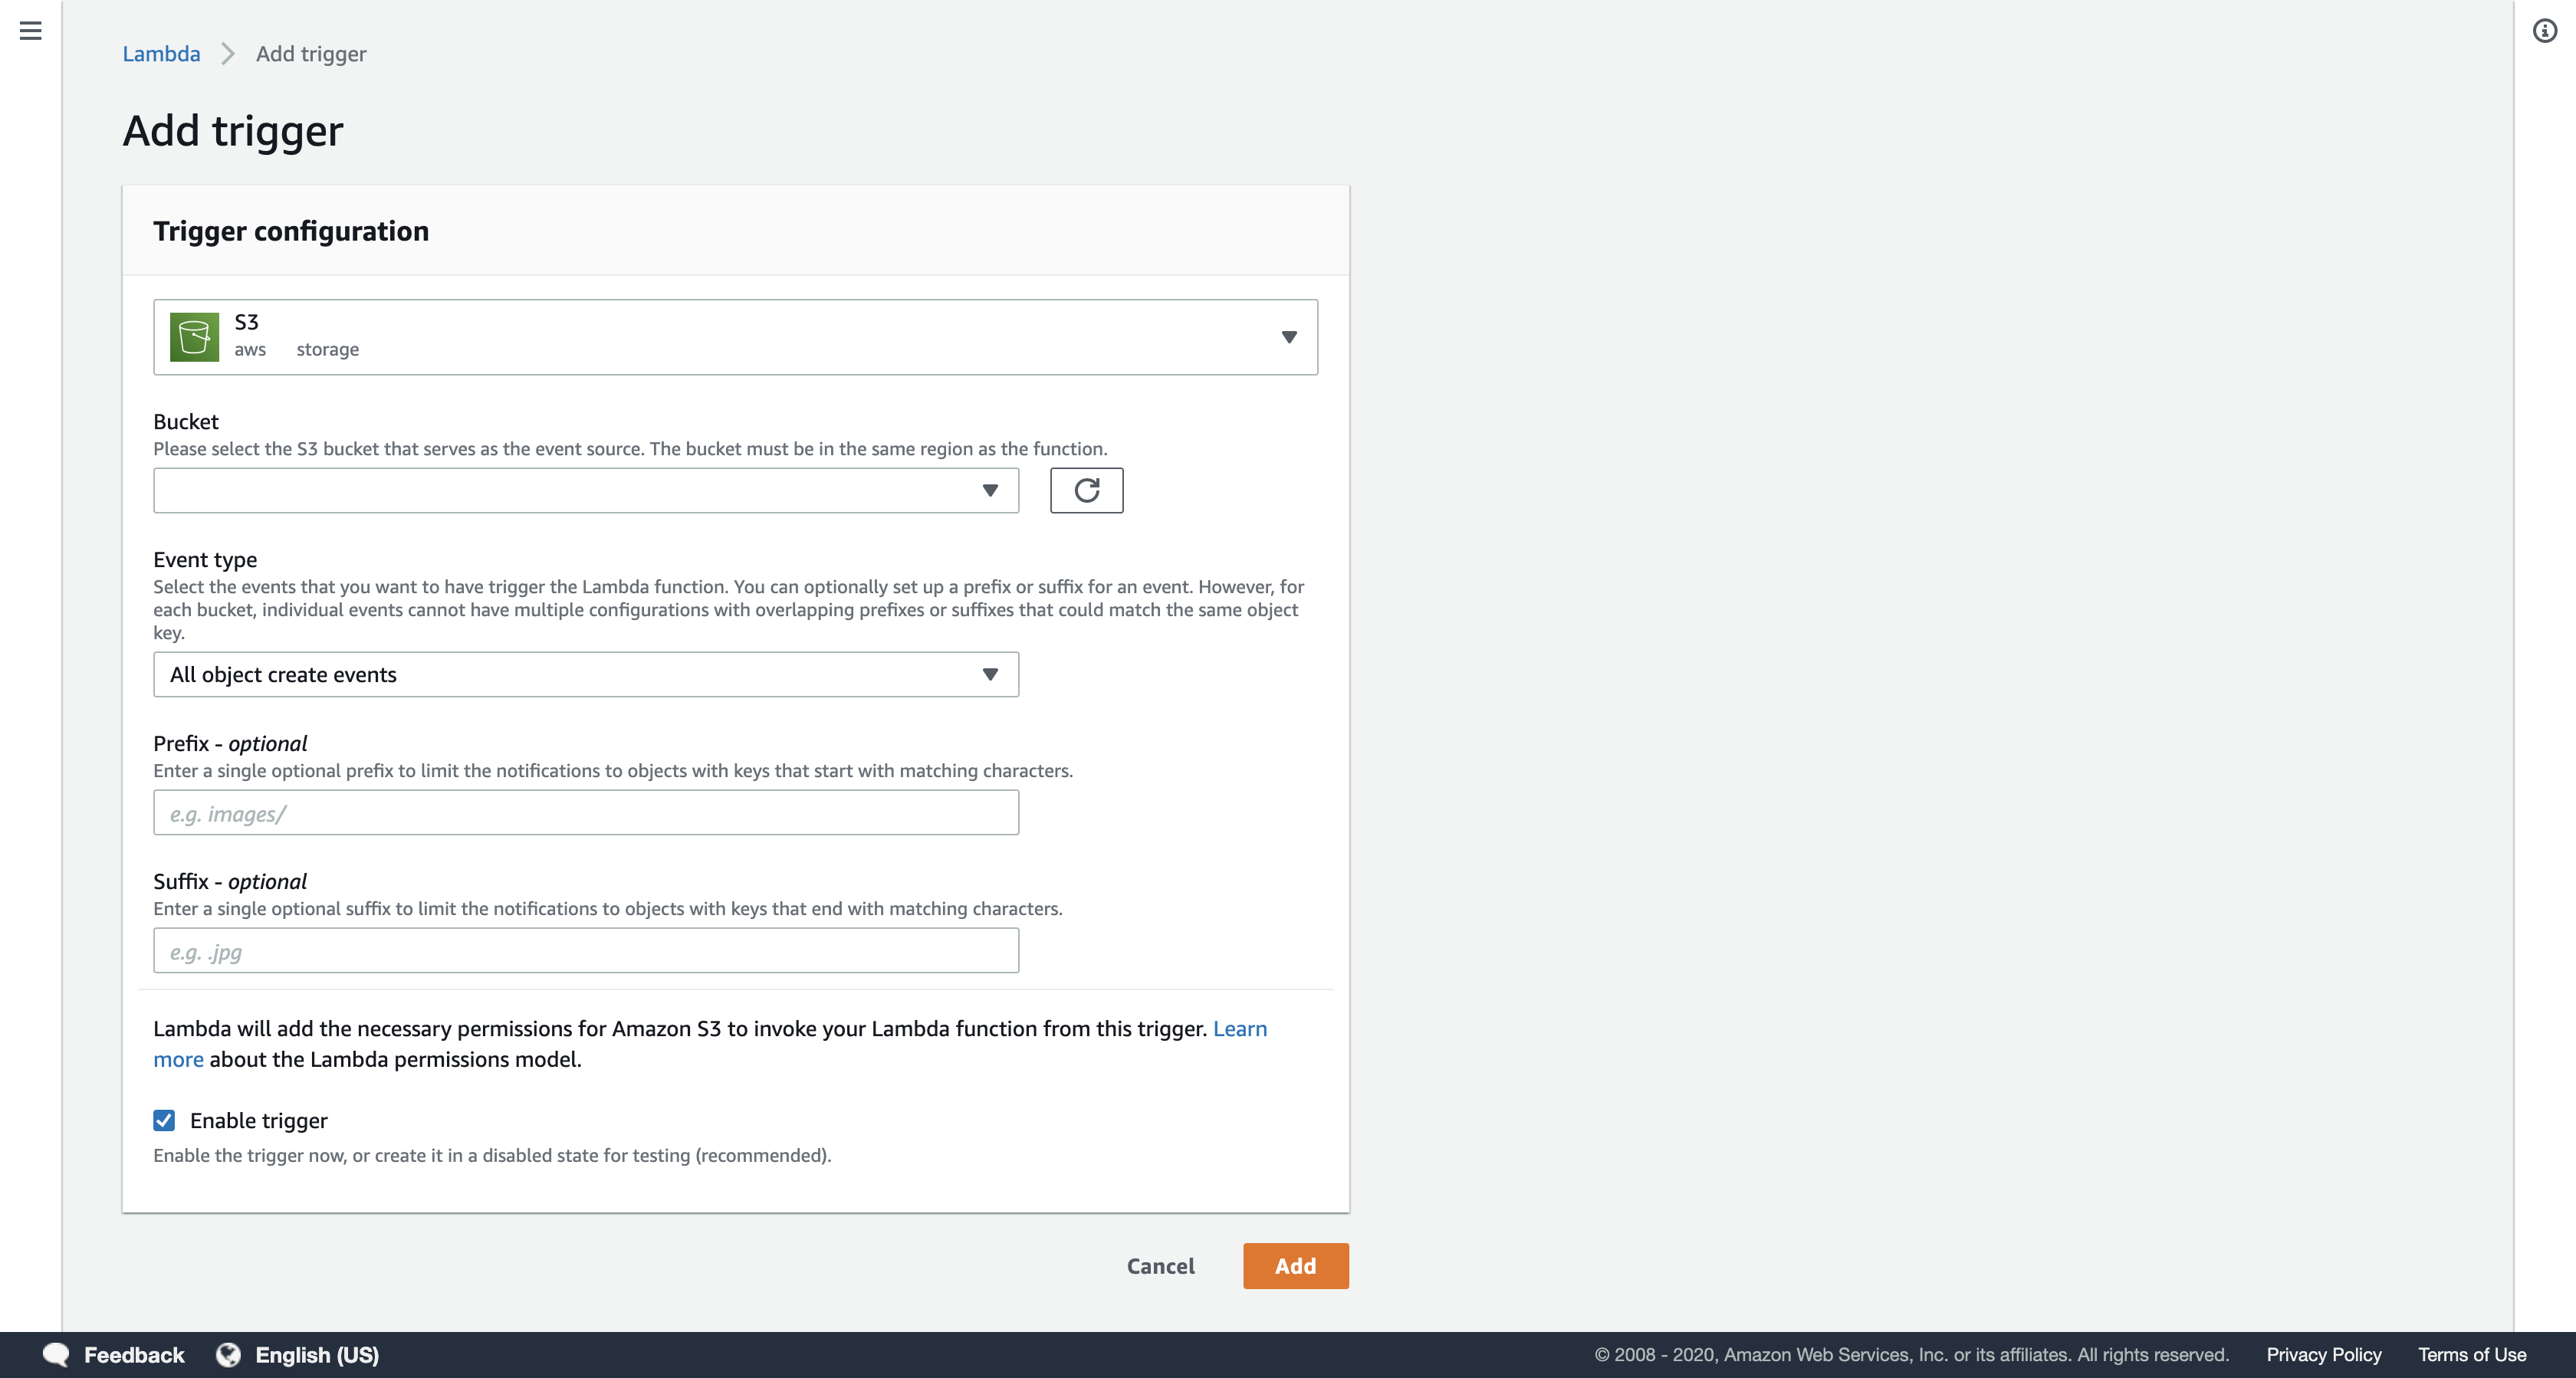 Lambda Add trigger
Add trigger
Trigger configuration
S3
aws storage
Bucket
Please select the S3 bucket that serves as the event source. The bucket must be in the same region as the function.
Event type
Select the events that you want to have trigger the Lambda function. You can optionally set up a prefix or suffix for an event. However, for
each bucket, individual events cannot have multiple configurations with overlapping prefixes or suffixes that could match the same object
key.
All object create events
Prefix - optional
Enter a single optional prefix to limit the notifications to objects with keys that start with matching characters.
e.g. images/
Suffix - optional
Enter a single optional suffix to limit the notifications to objects with keys that end with matching characters.
e.g. .jpg
Lambda will add the necessary permissions for Amazon S3 to invoke your Lambda function from this trigger. Learn
more about the Lambda permissions model.
Enable trigger
Enable the trigger now, or create it in a disabled state for testing (recommended).
Cancel Add
Feedback English (US) © 2008 - 2020, Amazon Web Services, Inc. or its affiliates. All rights reserved. Privacy Policy Terms of Use